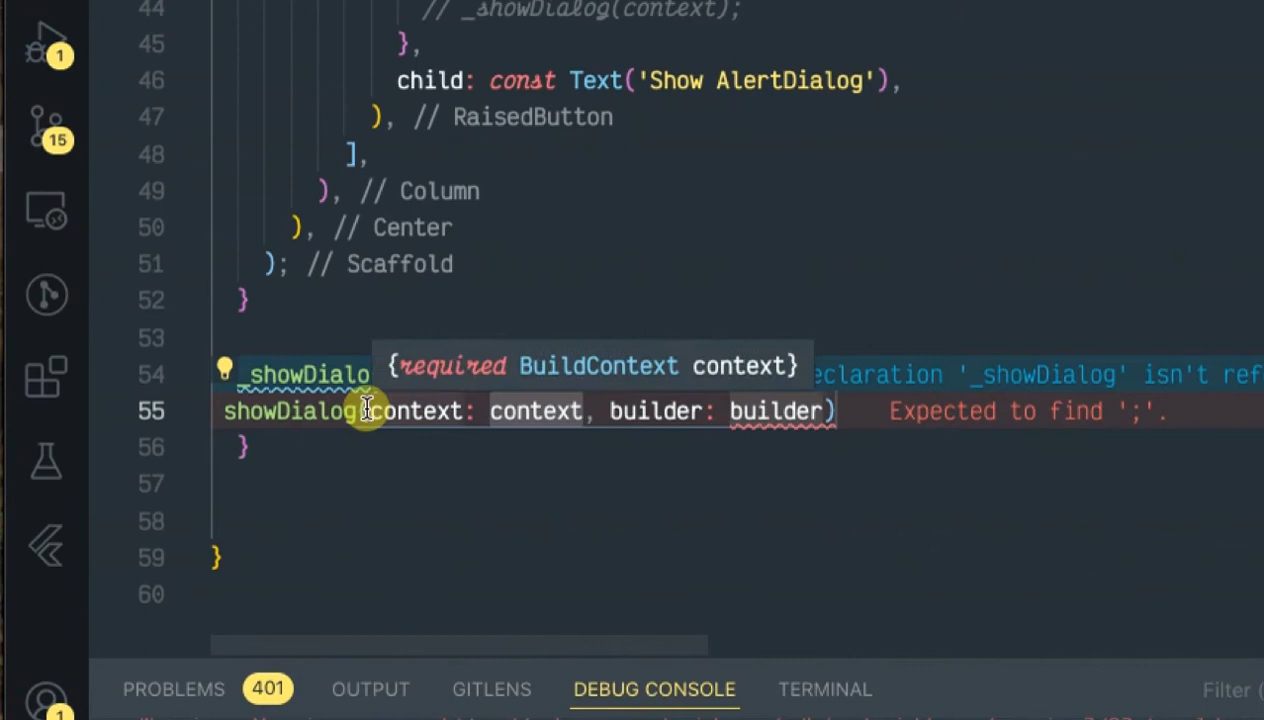 44 // _showDialog(context);
45 },
46 child: const Text('Show AlertDialog'),
47 ), // RaisedButton
48 ],
49 ), // Column
50 ), // Center
51 ); // Scaffold
52 }
53
{required BuildContext context}
54 _showDialo eclaration '_showDialog' isn't ref
55 showDialog(context: context, builder: builder) Expected to find ';'.
56 }
57
58
59 }
60
1
15
1
PROBLEMS 401 OUTPUT GITLENS DEBUG CONSOLE TERMINAL Filter (